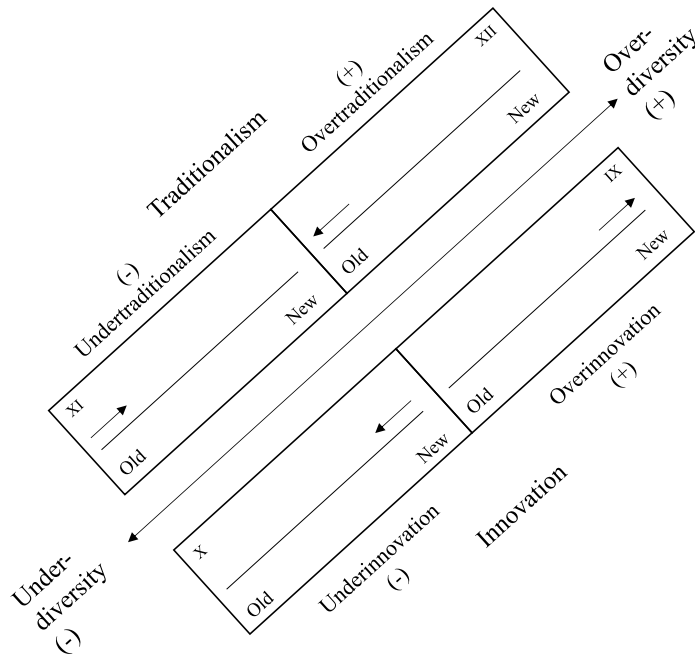 XII
(+)
Overtraditionalism
Traditionalism
New
Old
Over-
diversity
(+)
(-)
Undertraditionalism
New
XI
Old
IX
New
Old
Overinnovation
(+)
X
New
Old
Underinnovation
(-)
Innovation
Under-
diversity
(-)